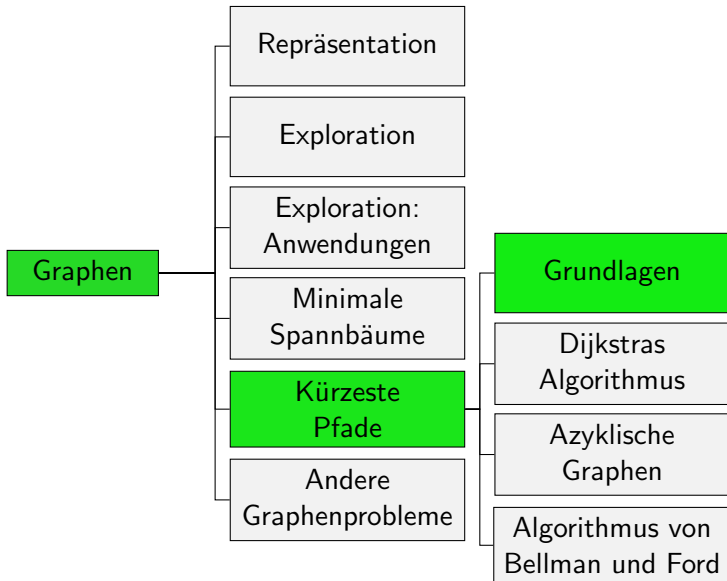 Graphen
Repräsentation
Exploration
Exploration:
Anwendungen
Minimale
Spannbäume
Kürzeste
Pfade
Andere
Graphenprobleme
Grundlagen
Dijkstras
Algorithmus
Azyklische
Graphen
Algorithmus von
Bellman und Ford